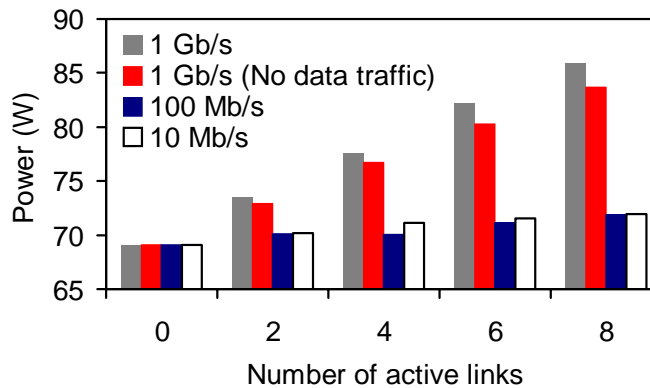 90
85
80
75
70
65
Power (W)
1 Gb/s
1 Gb/s (No data traffic)
100 Mb/s
10 Mb/s
0 2 4 6 8
Number of active links